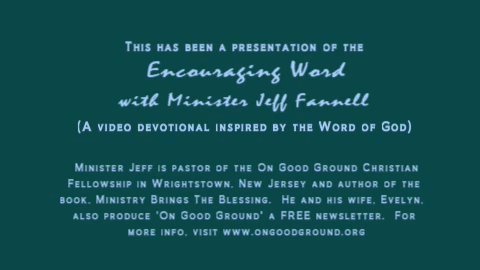 This has been a presentation of the
Encouraging Word
with Minister Jeff Fannell
(A video devotional inspired by the Word of God)
Minister Jeff is pastor of the On Good Ground Christian
Fellowship in Wrightstown, New Jersey and author of the
book, Ministry Brings The Blessing. He and his wife, Evelyn,
also produce "On Good Ground" a FREE newsletter. For
more info, visit www.ongoodground.org